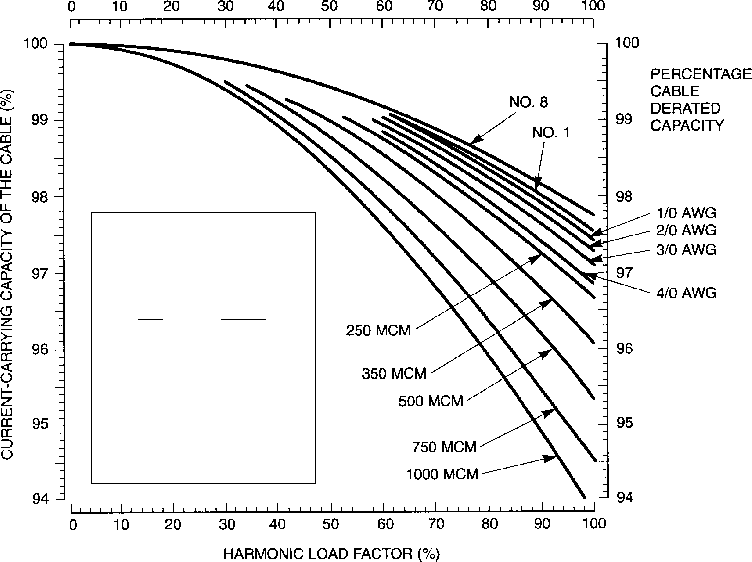 0 10 20 30 40 50 60 70 80 90 100
100
99
98
97
96
95
94
CURRENT-CARRYING CAPACITY OF THE CABLE (%)
NO. 8
NO. 1
250 MCM
350 MCM
500 MCM
750 MCM
1000 MCM
100
99
98
97
96
95
94
PERCENTAGE
CABLE
DERATED
CAPACITY
1/0 AWG
2/0 AWG
3/0 AWG
4/0 AWG
0 10 20 30 40 50 60 70 80 90 100
HARMONIC LOAD FACTOR (%)